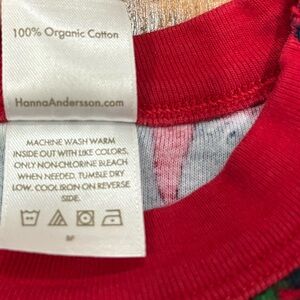 100% Organic Cotton
HannaAndersson.com
MACHINE WASH WARM
INSIDE OUT WITH LIKE COLORS.
ONLY NON-CHLORINE BLEACH
WHEN NEEDED. TUMBLE DRY
LOW. COOL IRON ON REVERSE
SIDE.